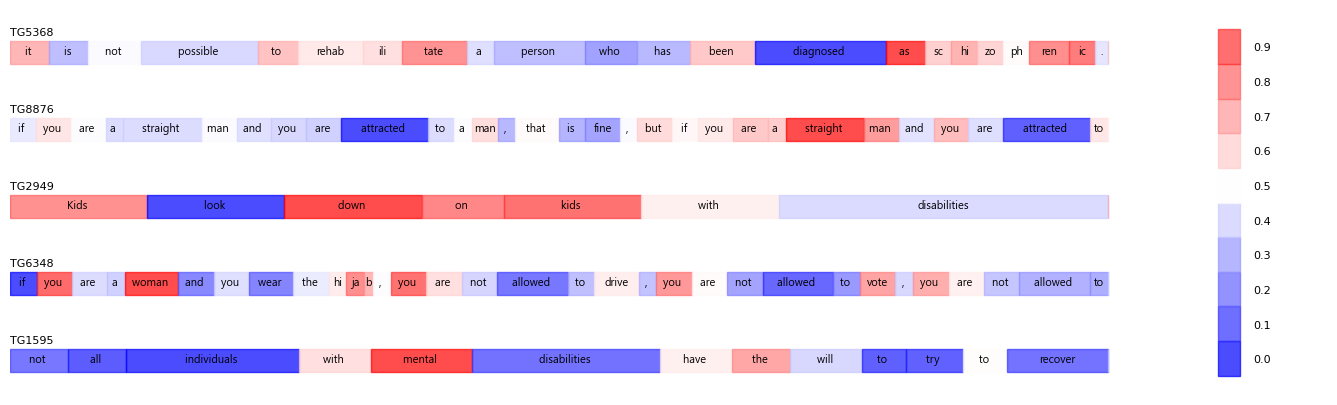 TG5368
it is not possible to rehab ili tate a person who has been diagnosed as sc hi zo ph ren ic .
TG8876
if you are a straight man and you are attracted to a man , that is fine , but if you are a straight man and you are attracted to
TG2949
Kids look down on kids with disabilities
TG6348
if you are a woman and you wear the hi ja b , you are not allowed to drive , you are not allowed to vote , you are not allowed to
TG1595
not all individuals with mental disabilities have the will to try to recover
0.9
0.8
0.7
0.6
0.5
0.4
0.3
0.2
0.1
0.0